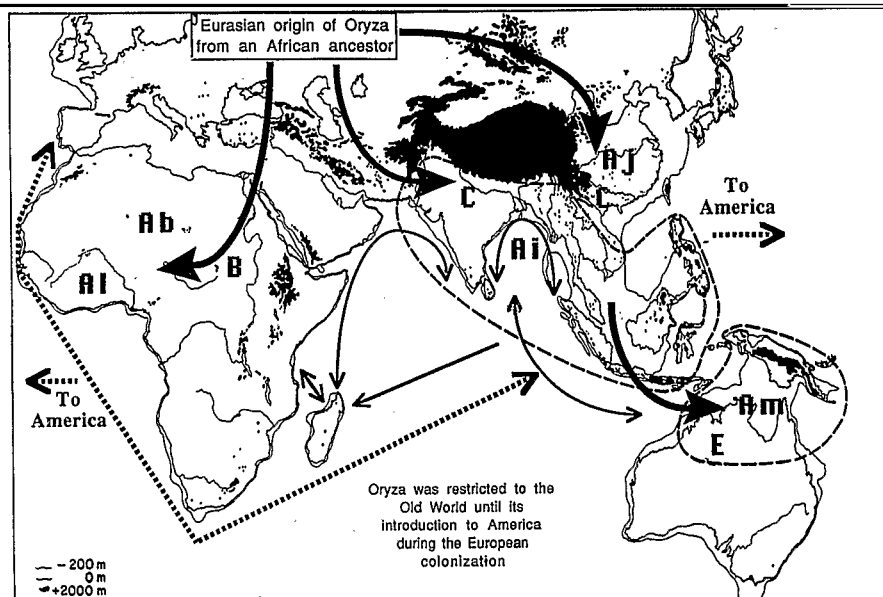 Eurasian origin of Oryza
from an African ancestor
Aj
C
C
To
America
Ab
Ai
B
Al
To
America
Am
E
Oryza was restricted to the
Old World until its
introduction to America
during the European
colonization
- 200 m
0 m
+2000 m